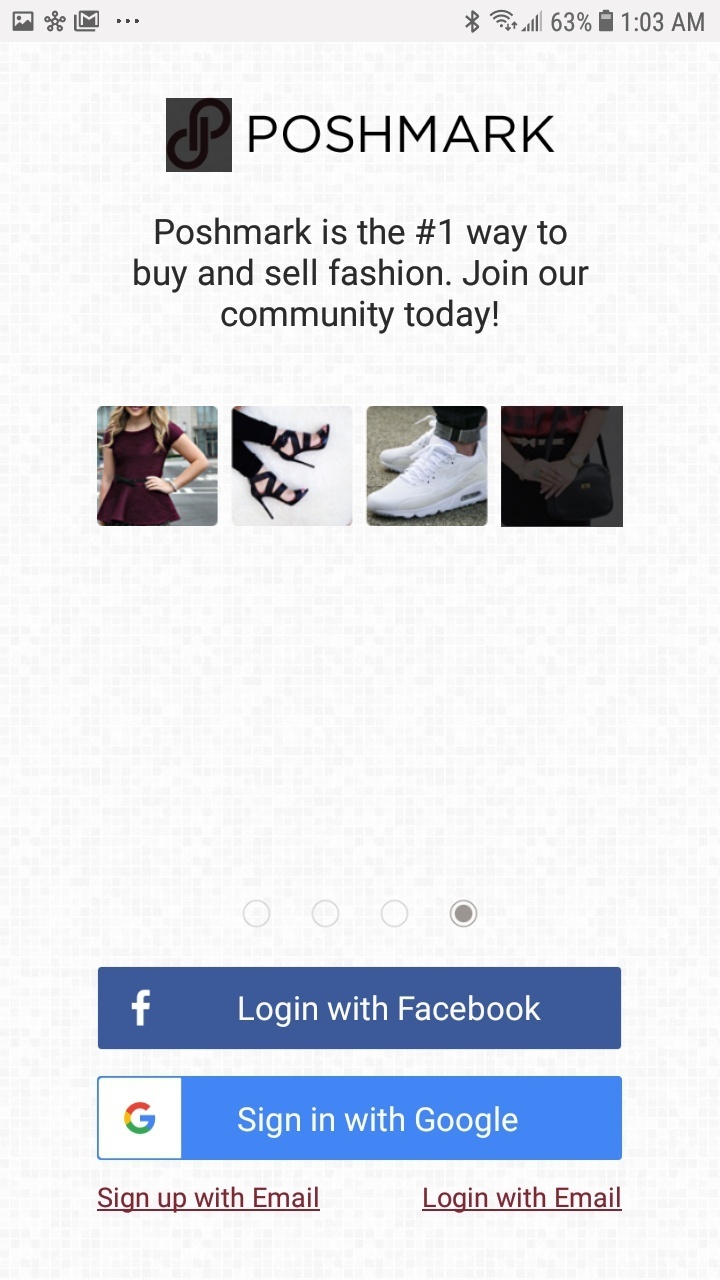 63% 1:03 AM
POSHMARK
Poshmark is the #1 way to
buy and sell fashion. Join our
community today!
Login with Facebook
Sign in with Google
Sign up with Email Login with Email